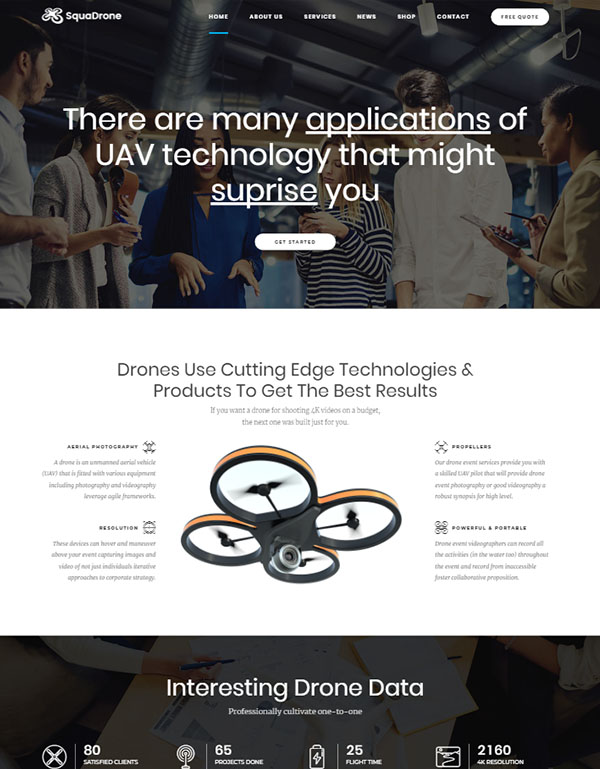 SquaDrone
HOME
ABOUT US
SERVICES
NEWS
SHOP
CONTACT
FREE QUOTE
There are many applications of
UAV technology that might
suprise you
GET STARTED
Drones Use Cutting Edge Technologies &
Products To Get The Best Results
If you want a drone for shooting 4K videos on a budget,
the next one was built just for you.
AERIAL PHOTOGRAPHY
A drone is an unmanned aerial vehicle
(UAV) that is fitted with various equipment
including photography and videography
leverage agile frameworks.
RESOLUTION
These devices can hover and maneuver
above your event capturing images and
video of not just individuals iterative
approaches to corporate strategy.
PROPELLERS
Our drone event services provide you with
a skilled UAV pilot that will provide drone
event photography or good videography a
robust synopsis for high level.
POWERFUL & PORTABLE
Drone event videographers can record all
the activities (in the water too) throughout
the event and record from inaccessible
foster collaborative proposition.
Interesting Drone Data
Professionally cultivate one-to-one
80
SATISFIED CLIENTS
65
PROJECTS DONE
25
FLIGHT TIME
2160
4K RESOLUTION